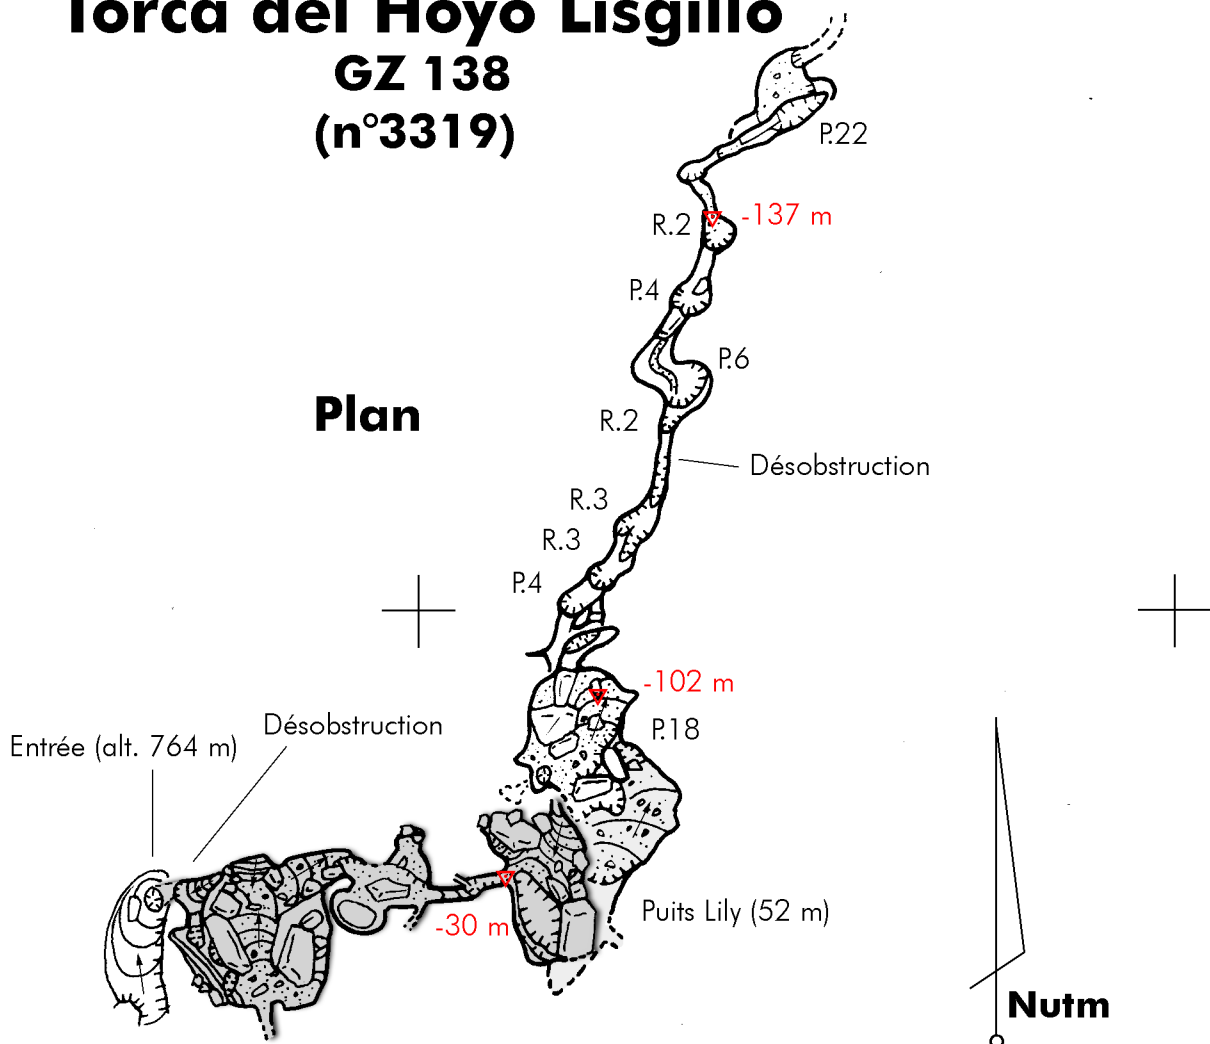 Torca del Hoyo Lisgillo
GZ 138
(n°3319)
P.22
-137 m
R.2
P.4
P.6
Plan
R.2
Désobstruction
R.3
R.3
P.4
-102 m
Désobstruction
P.18
Entrée (alt. 764 m)
Puits Lily (52 m)
-30 m
Nutm